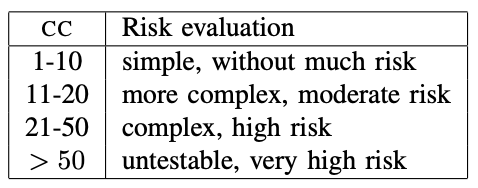 CC Risk evaluation
1-10 simple, without much risk
11-20 more complex, moderate risk
21-50 complex, high risk
> 50 untestable, very high risk